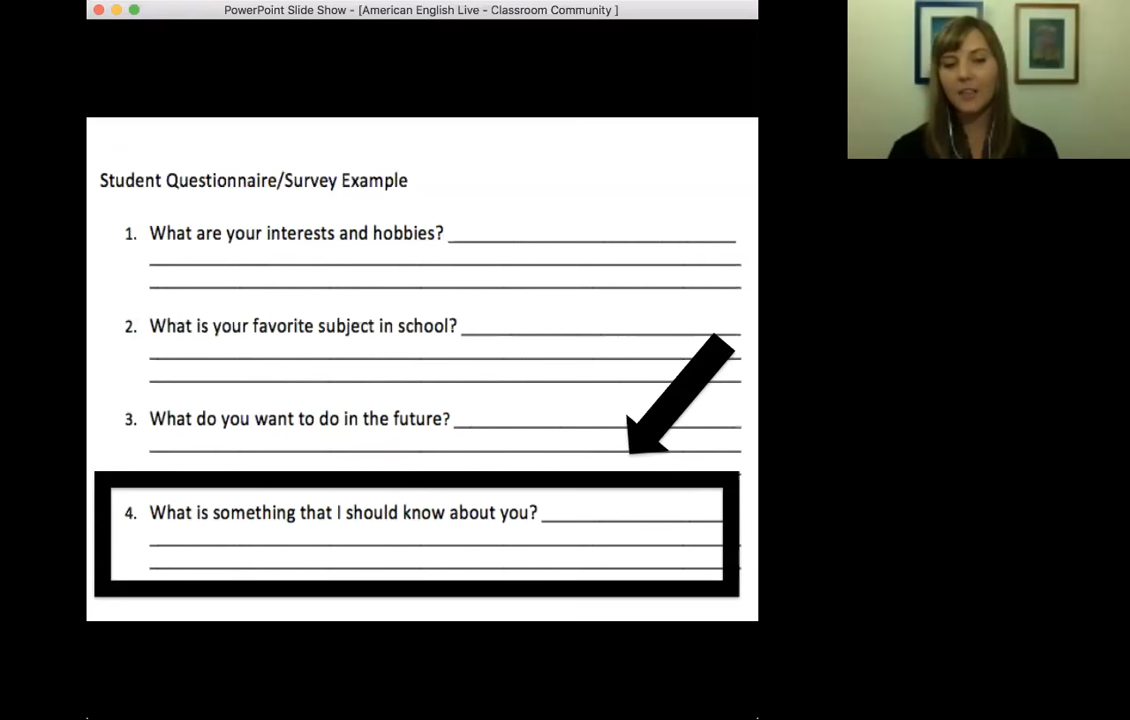 PowerPoint Slide Show - [American English Live - Classroom Community ]
Student Questionnaire/Survey Example
1. What are your interests and hobbies?
2. What is your favorite subject in school?
3. What do you want to do in the future?
4. What is something that I should know about you?